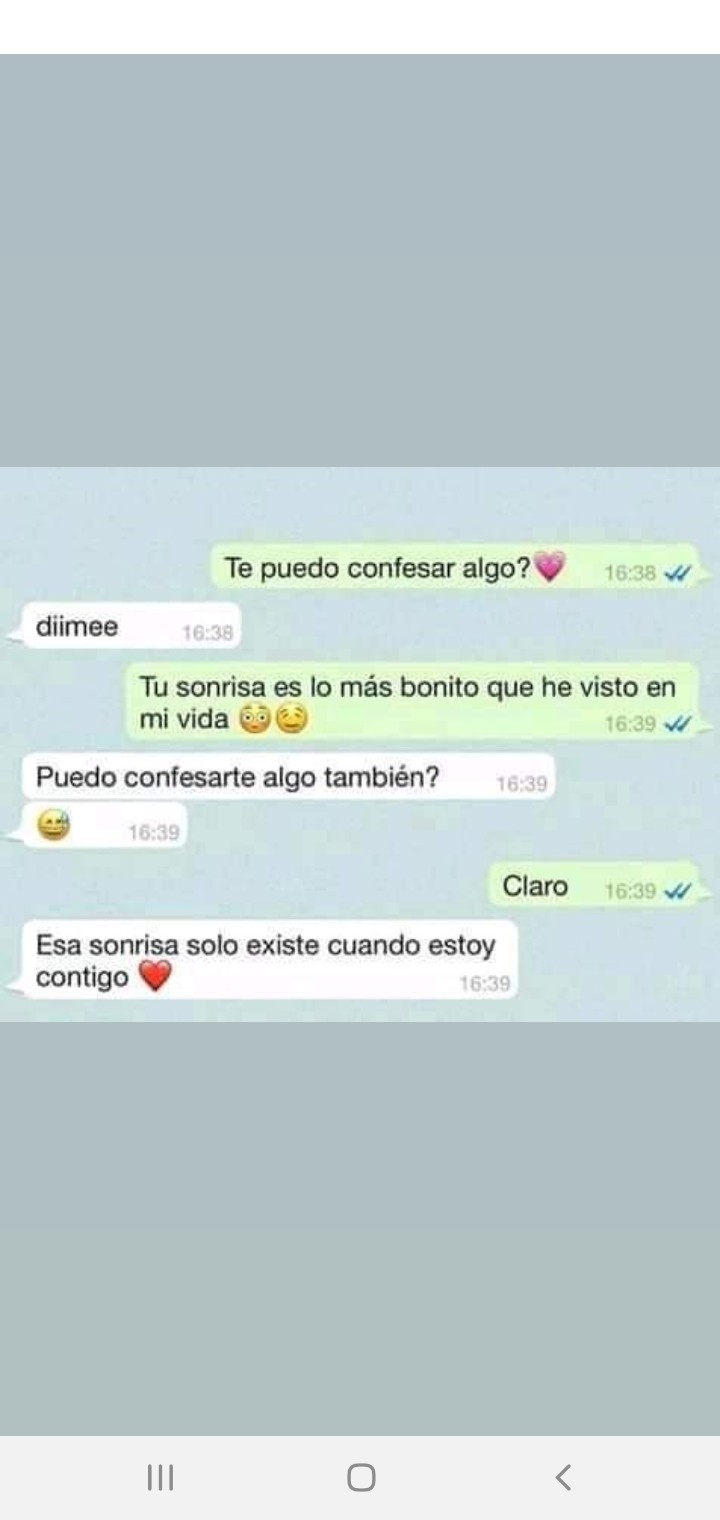 Te puedo confesar algo?💗 16:38
diimee 16:38
Tu sonrisa es lo más bonito que he visto en
mi vida 😳😉 16:39
Puedo confesarte algo también? 16:39
😅 16:39
Claro 16:39
Esa sonrisa solo existe cuando estoy
contigo ❤️ 16:39